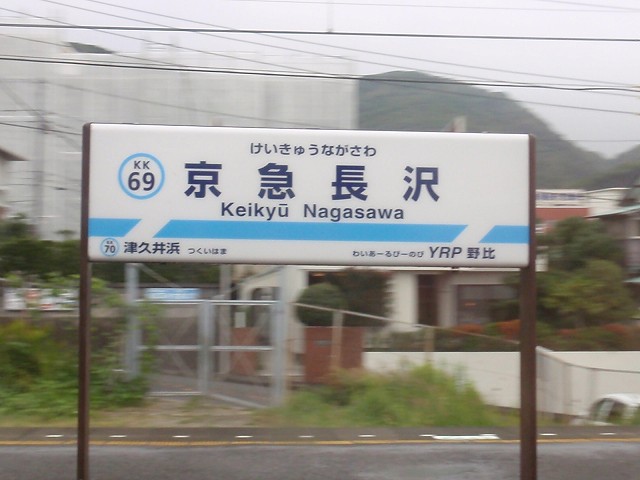 けいきゅうながさわ
KK
69
京急長沢
Keikyū Nagasawa
KK
70
津久井浜 つくいはま
わいあーるぴーのび YRP 野比